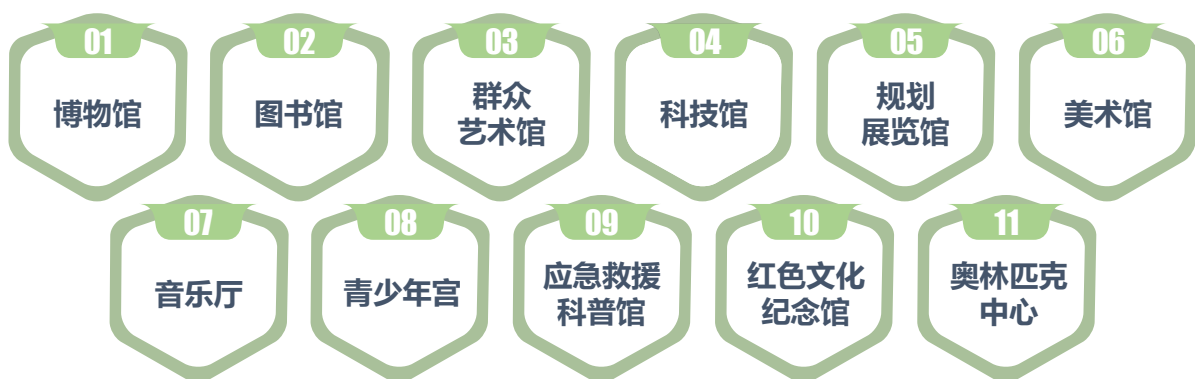 01
博物馆
02
图书馆
03
群众
艺术馆
04
科技馆
05
规划
展览馆
06
美术馆
07
音乐厅
08
青少年宫
09
应急救援
科普馆
10
红色文化
纪念馆
11
奥林匹克
中心